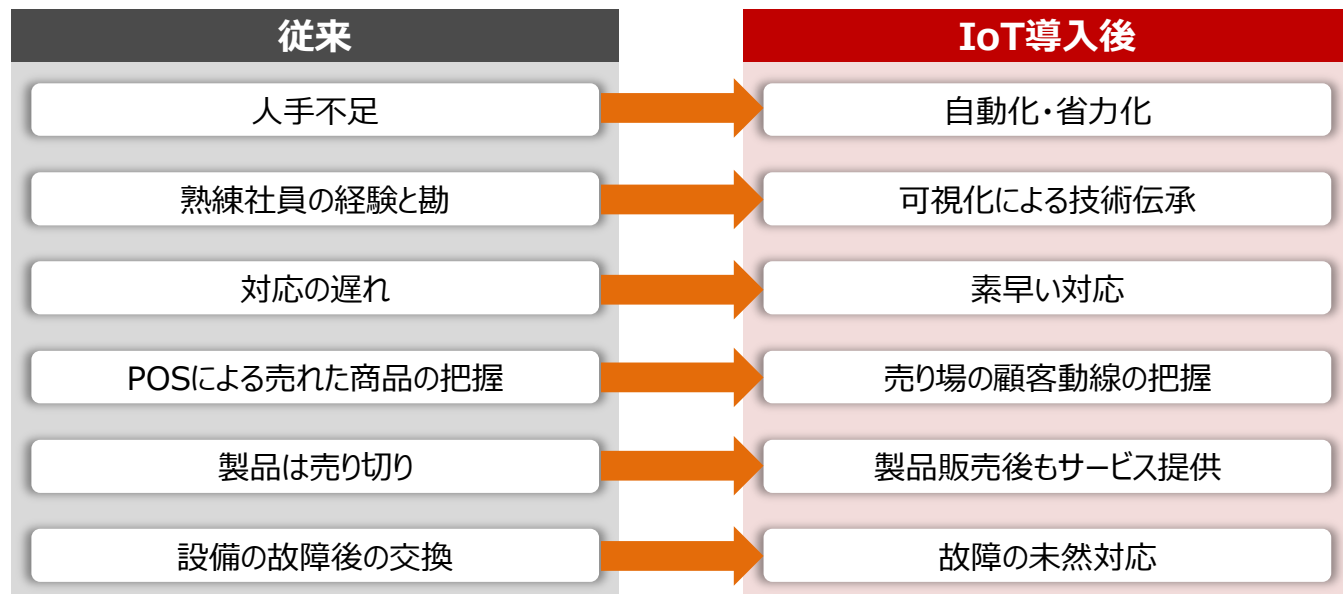 従来
IoT導入後
人手不足
自動化・省力化
熟練社員の経験と勘
可視化による技術伝承
対応の遅れ
素早い対応
POSによる売れた商品の把握
売り場の顧客動線の把握
製品は売り切り
製品販売後もサービス提供
設備の故障後の交換
故障の未然対応